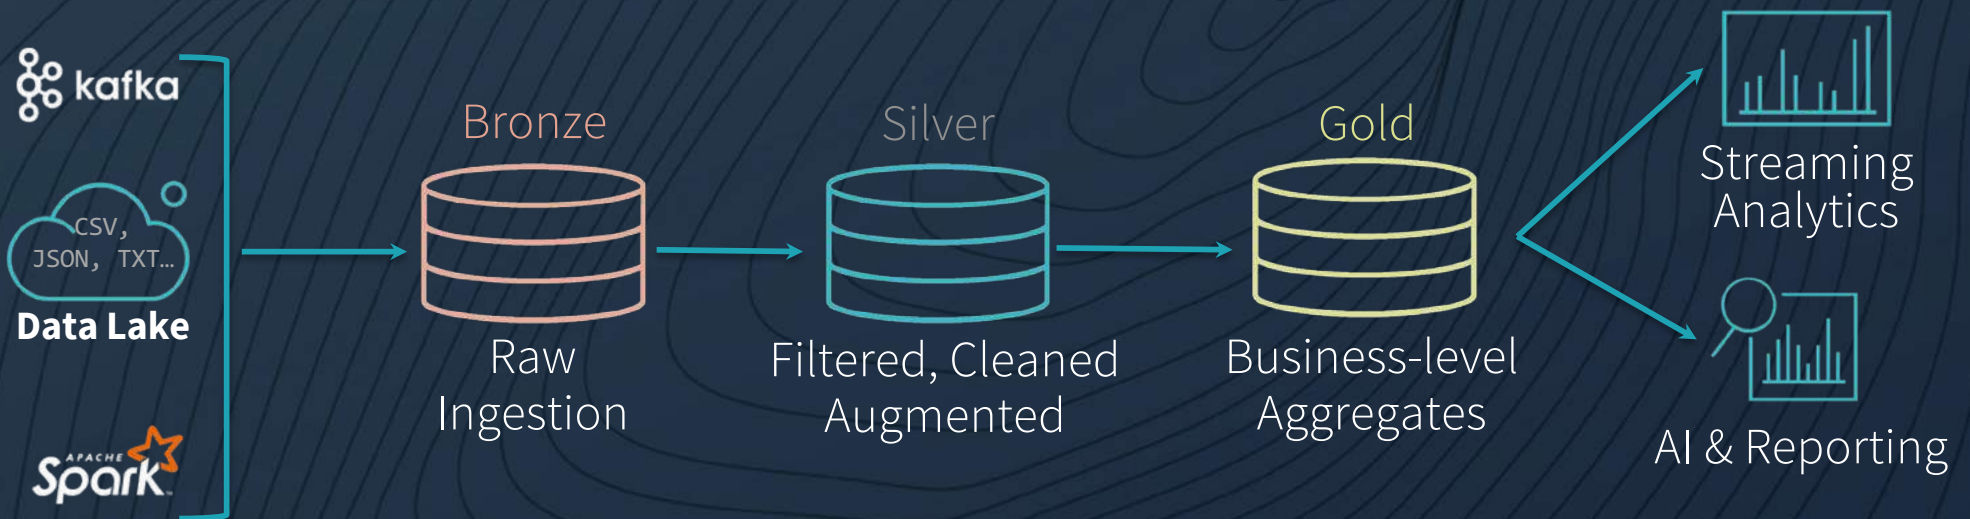 kafka
CSV,
JSON, TXT…
Data Lake
APACHE
Spark
Bronze
Raw
Ingestion
Silver
Filtered, Cleaned
Augmented
Gold
Business-level
Aggregates
Streaming
Analytics
AI & Reporting